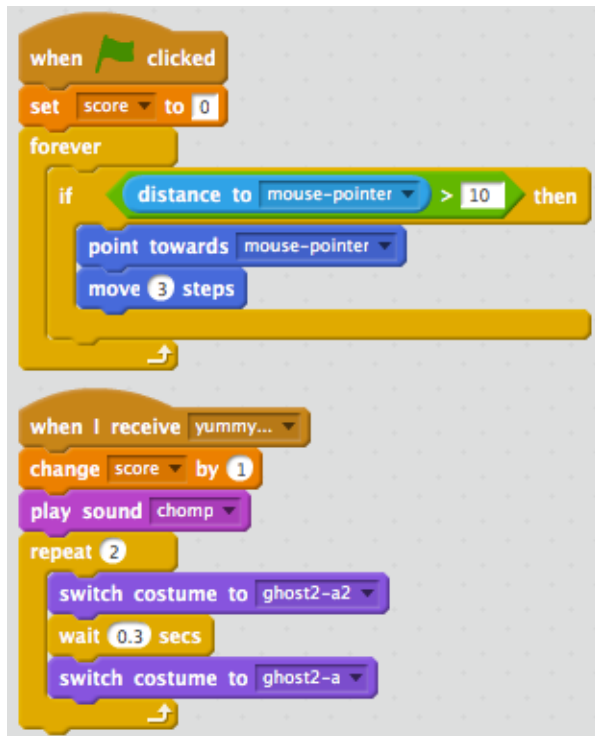 when clicked
set score to 0
forever
if distance to mouse-pointer > 10 then
point towards mouse-pointer
move 3 steps
when I receive yummy...
change score by 1
play sound chomp
repeat 2
switch costume to ghost2-a2
wait 0.3 secs
switch costume to ghost2-a